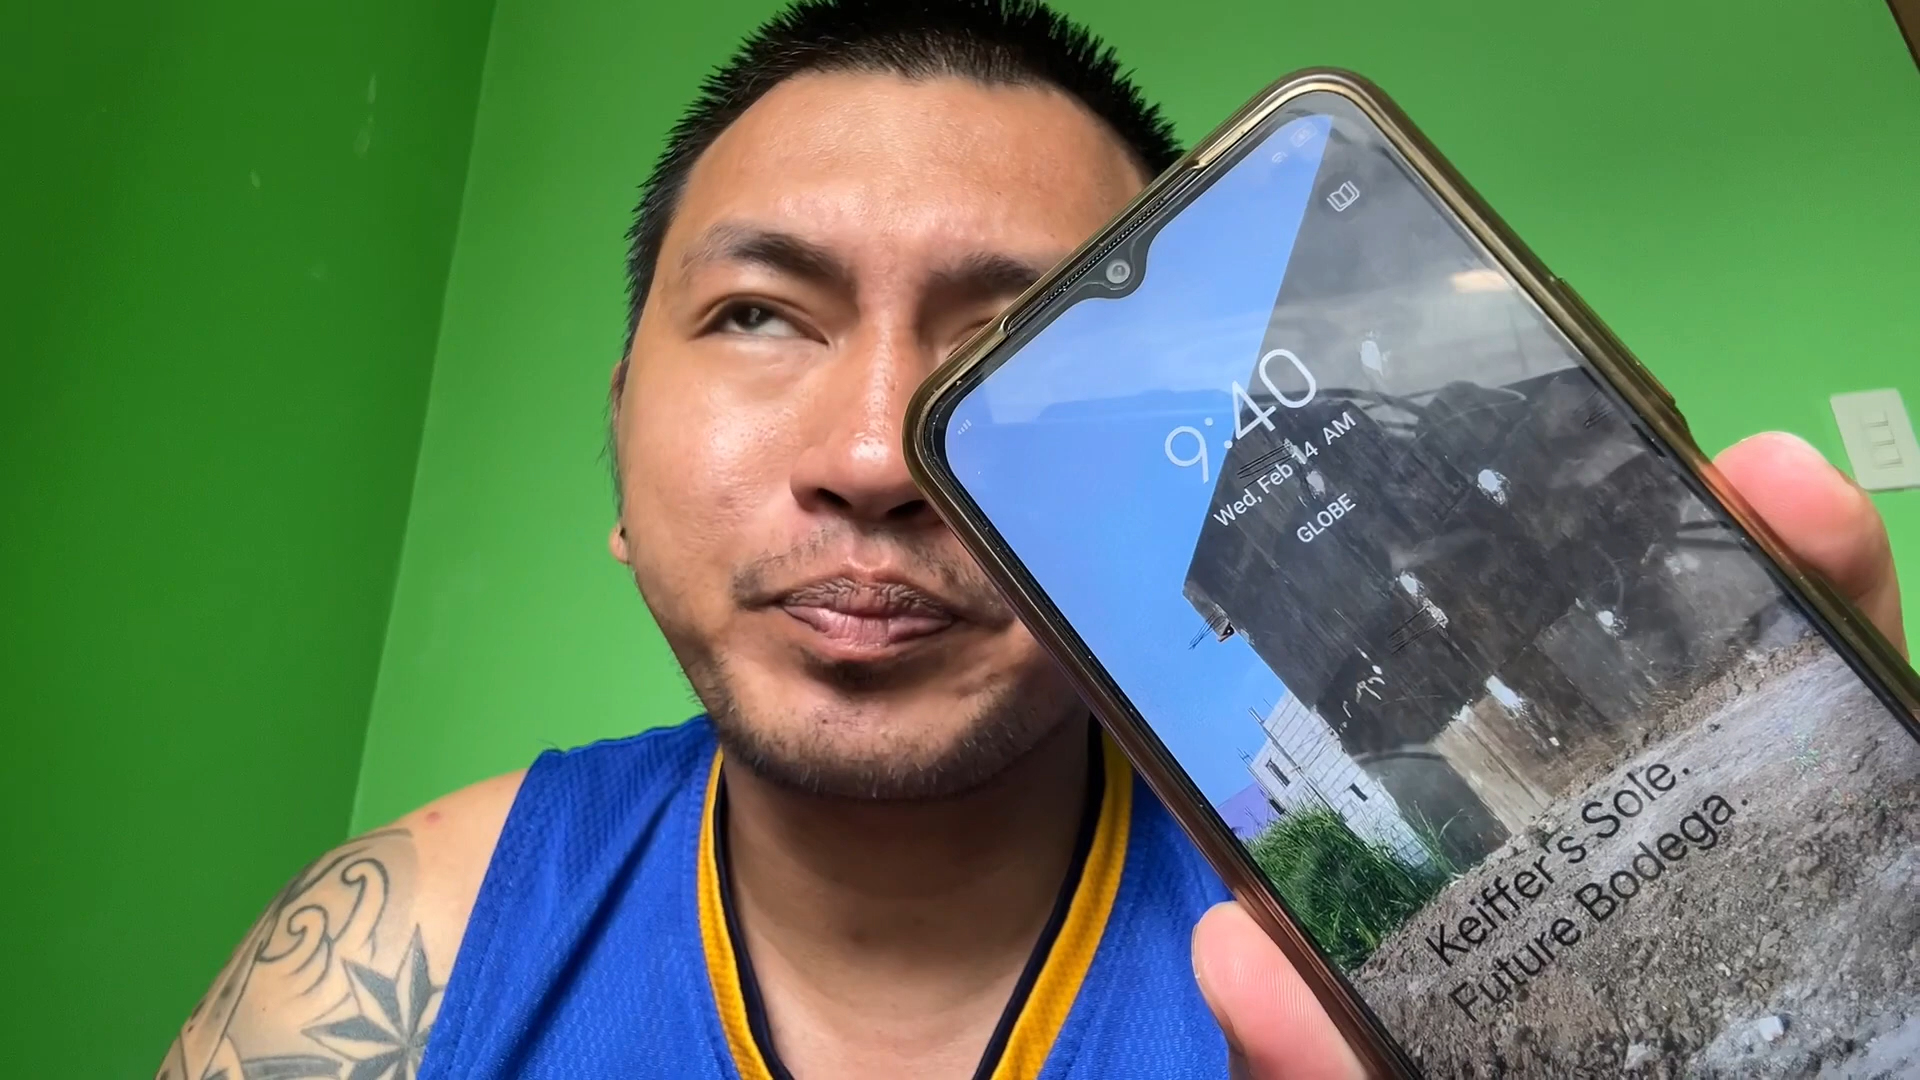 9:40
Wed, Feb 14 AM
GLOBE
Keiffer's Sole.
Future Bodega.